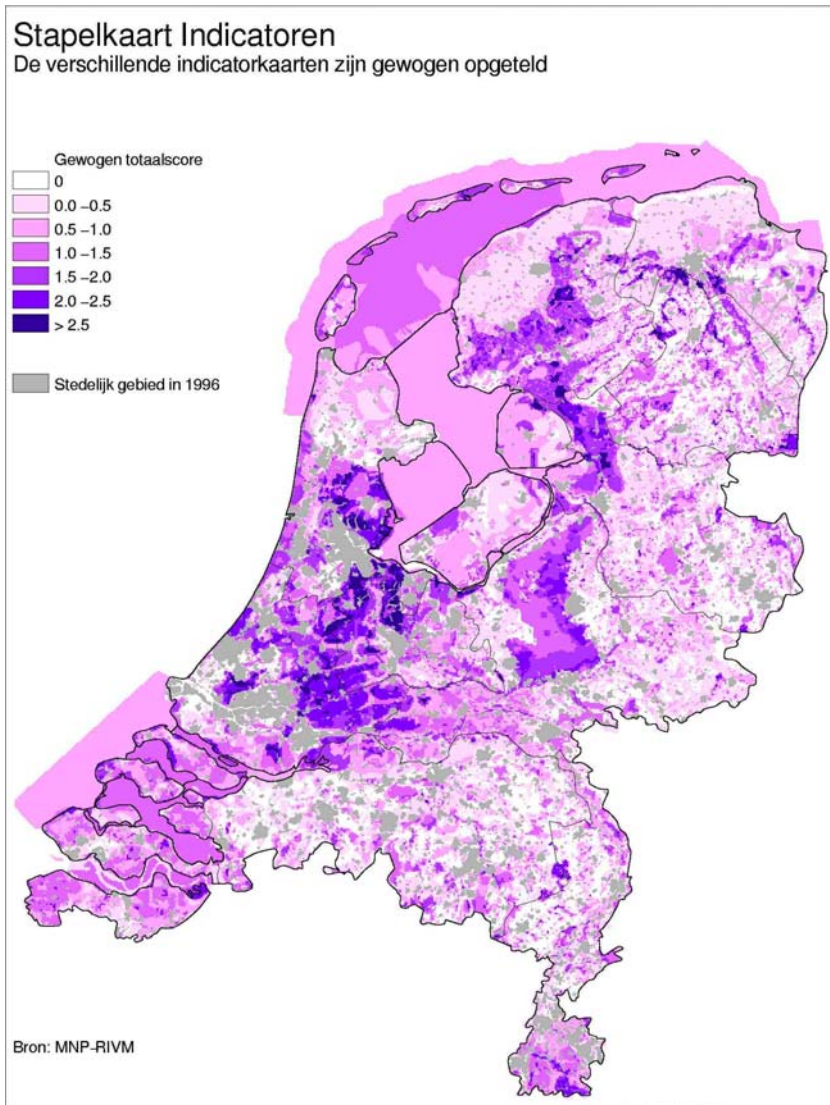 Stapelkaart Indicatoren
De verschillende indicatorkaarten zijn gewogen opgeteld
Gewogen totaalscore
0
0.0 –0.5
0.5 –1.0
1.0 –1.5
1.5 –2.0
2.0 –2.5
> 2.5
Stedelijk gebied in 1996
Bron: MNP–RIVM